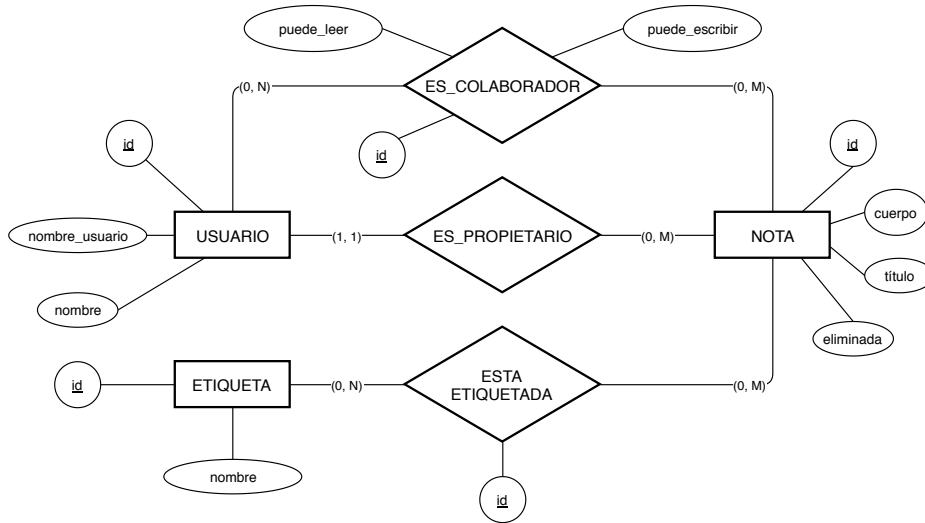 puede_leer
puede_escribir
(0, N)
ES_COLABORADOR
(0, M)
id
id
id
nombre_usuario
USUARIO
(1, 1)
ES_PROPIETARIO
(0, M)
NOTA
cuerpo
título
nombre
eliminada
id
ETIQUETA
(0, N)
ESTA
ETIQUETADA
(0, M)
nombre
id